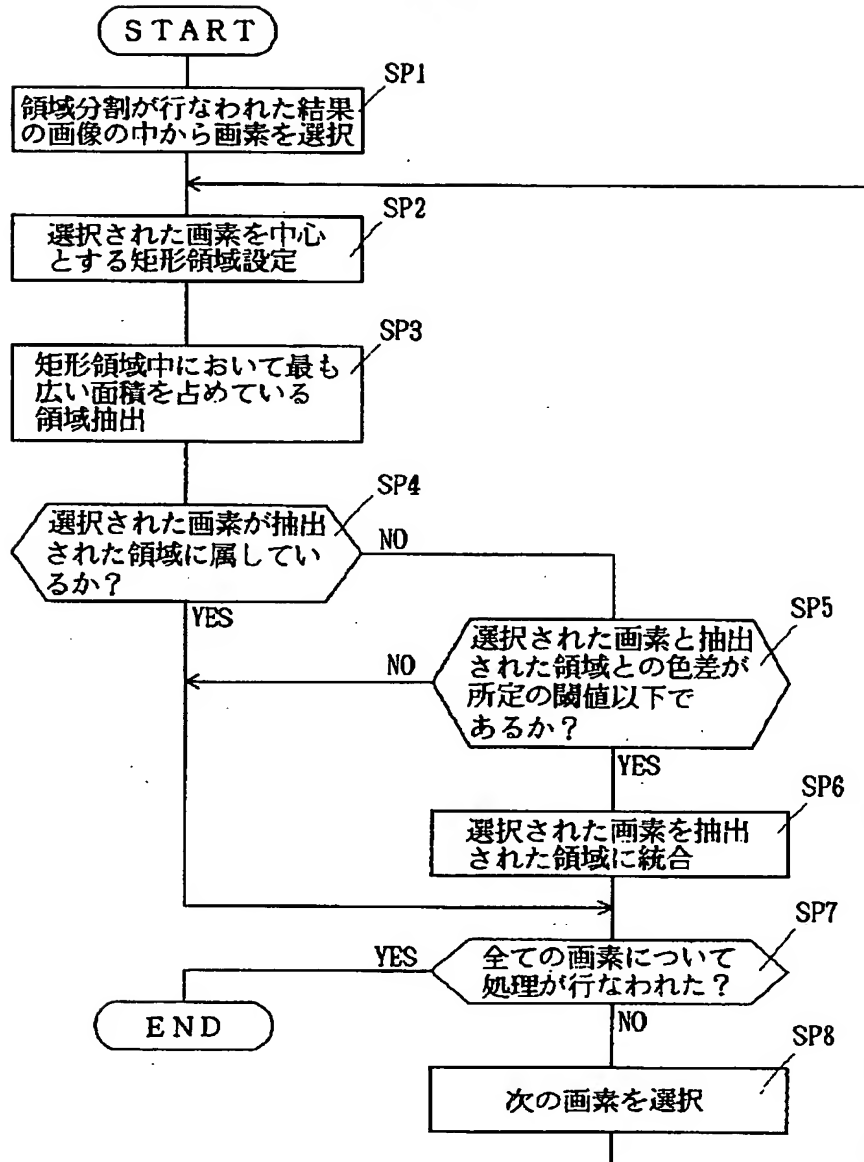 START
SP1
領域分割が行なわれた結果
の画像の中から画素を選択
SP2
選択された画素を中心
とする矩形領域設定
SP3
矩形領域中において最も
広い面積を占めている
領域抽出
SP4
選択された画素が抽出
された領域に属してい
るか?
NO
YES
SP5
選択された画素と抽出
された領域との色差が
所定の閾値以下で
あるか?
NO
YES
SP6
選択された画素を抽出
された領域に統合
SP7
全ての画素について
処理が行なわれた?
YES
END
NO
SP8
次の画素を選択